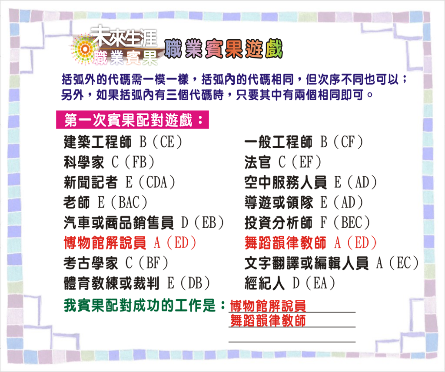 未來生涯
職業賓果
職業賓果遊戲
括弧外的代碼需一模一樣，括弧內的代碼相同，但次序不同也可以；
另外，如果括弧內有三個代碼時，只要其中有兩個相同即可。
第一次賓果配對遊戲：
建築工程師 B（CE） 一般工程師 B（CF）
科學家 C（FB） 法官 C（EF）
新聞記者 E（CDA） 空中服務人員 E（AD）
老師 E（BAC） 導遊或領隊 E（AD）
汽車或商品銷售員 D（EB） 投資分析師 F（BEC）
博物館解說員 A（ED） 舞蹈韻律教師 A（ED）
考古學家 C（BF） 文字翻譯或編輯人員 A（EC）
體育教練或裁判 E（DB） 經紀人 D（EA）
我賓果配對成功的工作是：博物館解說員
舞蹈韻律教師